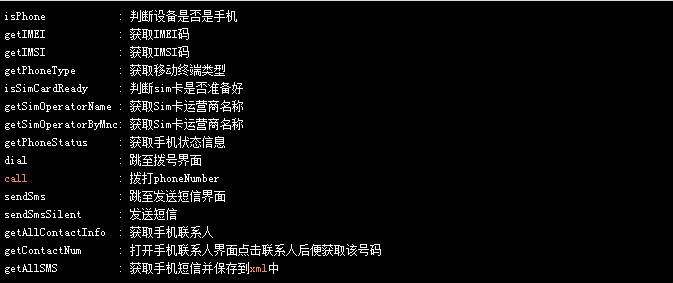 isPhone : 判断设备是否是手机
getIMEI : 获取IMEI码
getIMSI : 获取IMSI码
getPhoneType : 获取移动终端类型
isSimCardReady : 判断sim卡是否准备好
getSimOperatorName : 获取Sim卡运营商名称
getSimOperatorByMnc: 获取Sim卡运营商名称
getPhoneStatus : 获取手机状态信息
dial : 跳至拨号界面
call : 拨打phoneNumber
sendSms : 跳至发送短信界面
sendSmsSilent : 发送短信
getAllContactInfo : 获取手机联系人
getContactNum : 打开手机联系人界面点击联系人后便获取该号码
getAllSMS : 获取手机短信并保存到xml中